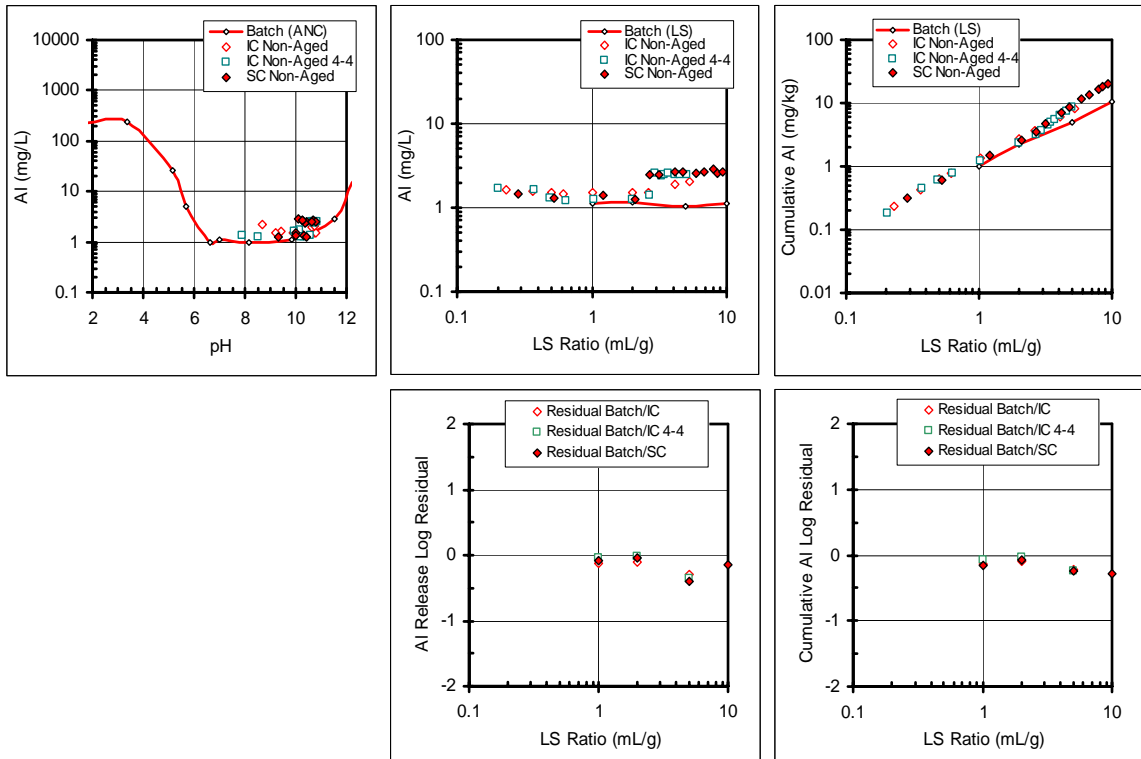 Batch (ANC)
IC Non-Aged
IC Non-Aged 4-4
SC Non-Aged
Al (mg/L)
10000
1000
100
10
1
0.1
2 4 6 8 10 12
pH
Batch (LS)
IC Non-Aged
IC Non-Aged 4-4
SC Non-Aged
Al (mg/L)
100
10
1
0.1
0.1 1 10
LS Ratio (mL/g)
Batch (LS)
IC Non-Aged
IC Non-Aged 4-4
SC Non-Aged
Cumulative Al (mg/kg)
100
10
1
0.1
0.01
0.1 1 10
LS Ratio (mL/g)
Residual Batch/IC
Residual Batch/IC 4-4
Residual Batch/SC
Al Release Log Residual
2
1
0
-1
-2
0.1 1 10
LS Ratio (mL/g)
Residual Batch/IC
Residual Batch/IC 4-4
Residual Batch/SC
Cumulative Al Log Residual
2
1
0
-1
-2
0.1 1 10
LS Ratio (mL/g)